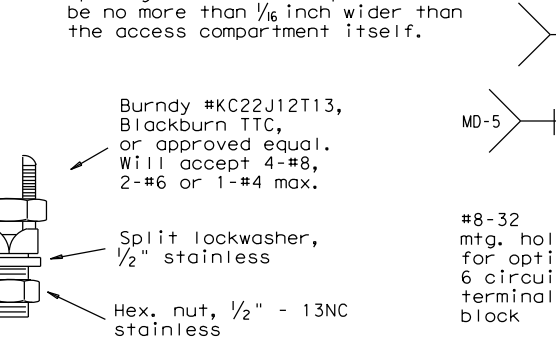 be no more than 1/16 inch wider than
the access compartment itself.
Burndy #KC22J12T13,
Blackburn TTC,
or approved equal.
Will accept 4-#8,
2-#6 or 1-#4 max.
Split lockwasher,
1/2" stainless
Hex. nut, 1/2" - 13NC
stainless
MD-5
#8-32
mtg. hol
for opti
6 circui
terminal
block